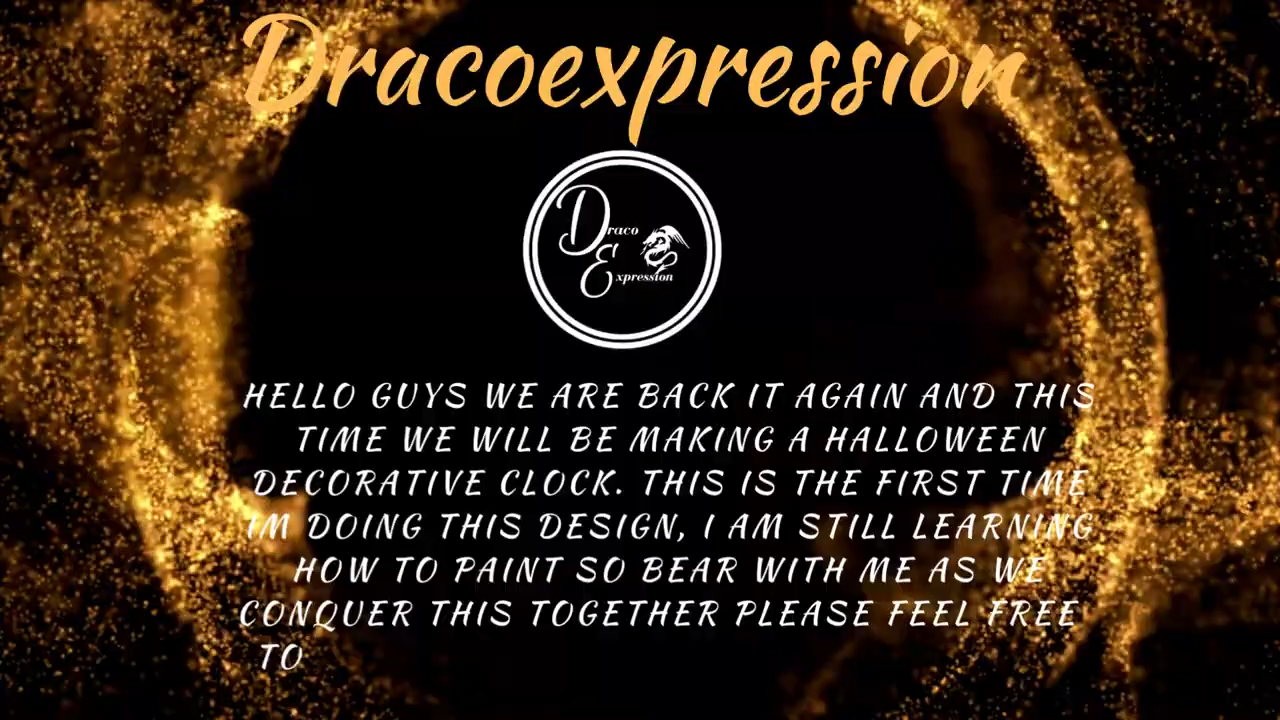 Dracoexpression
Draco
Expression
HELLO GUYS WE ARE BACK IT AGAIN AND THIS
TIME WE WILL BE MAKING A HALLOWEEN
DECORATIVE CLOCK. THIS IS THE FIRST TIME
IM DOING THIS DESIGN, I AM STILL LEARNING
HOW TO PAINT SO BEAR WITH ME AS WE
CONQUER THIS TOGETHER PLEASE FEEL FREE
TO